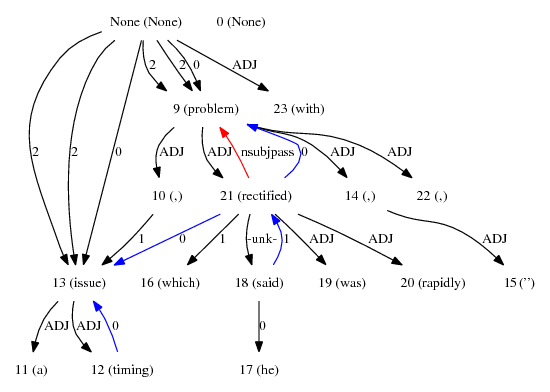 None (None) 0 (None)
2 2 0 ADJ
9 (problem) 23 (with)
2 2 0 ADJ ADJ nsubjpass 0 ADJ ADJ
10 (,) 21 (rectified) 14 (,) 22 (,)
1 0 1 -unk- 1 ADJ ADJ ADJ
13 (issue) 16 (which) 18 (said) 19 (was) 20 (rapidly) 15 (")
ADJ ADJ 0 0
11 (a) 12 (timing) 17 (he)